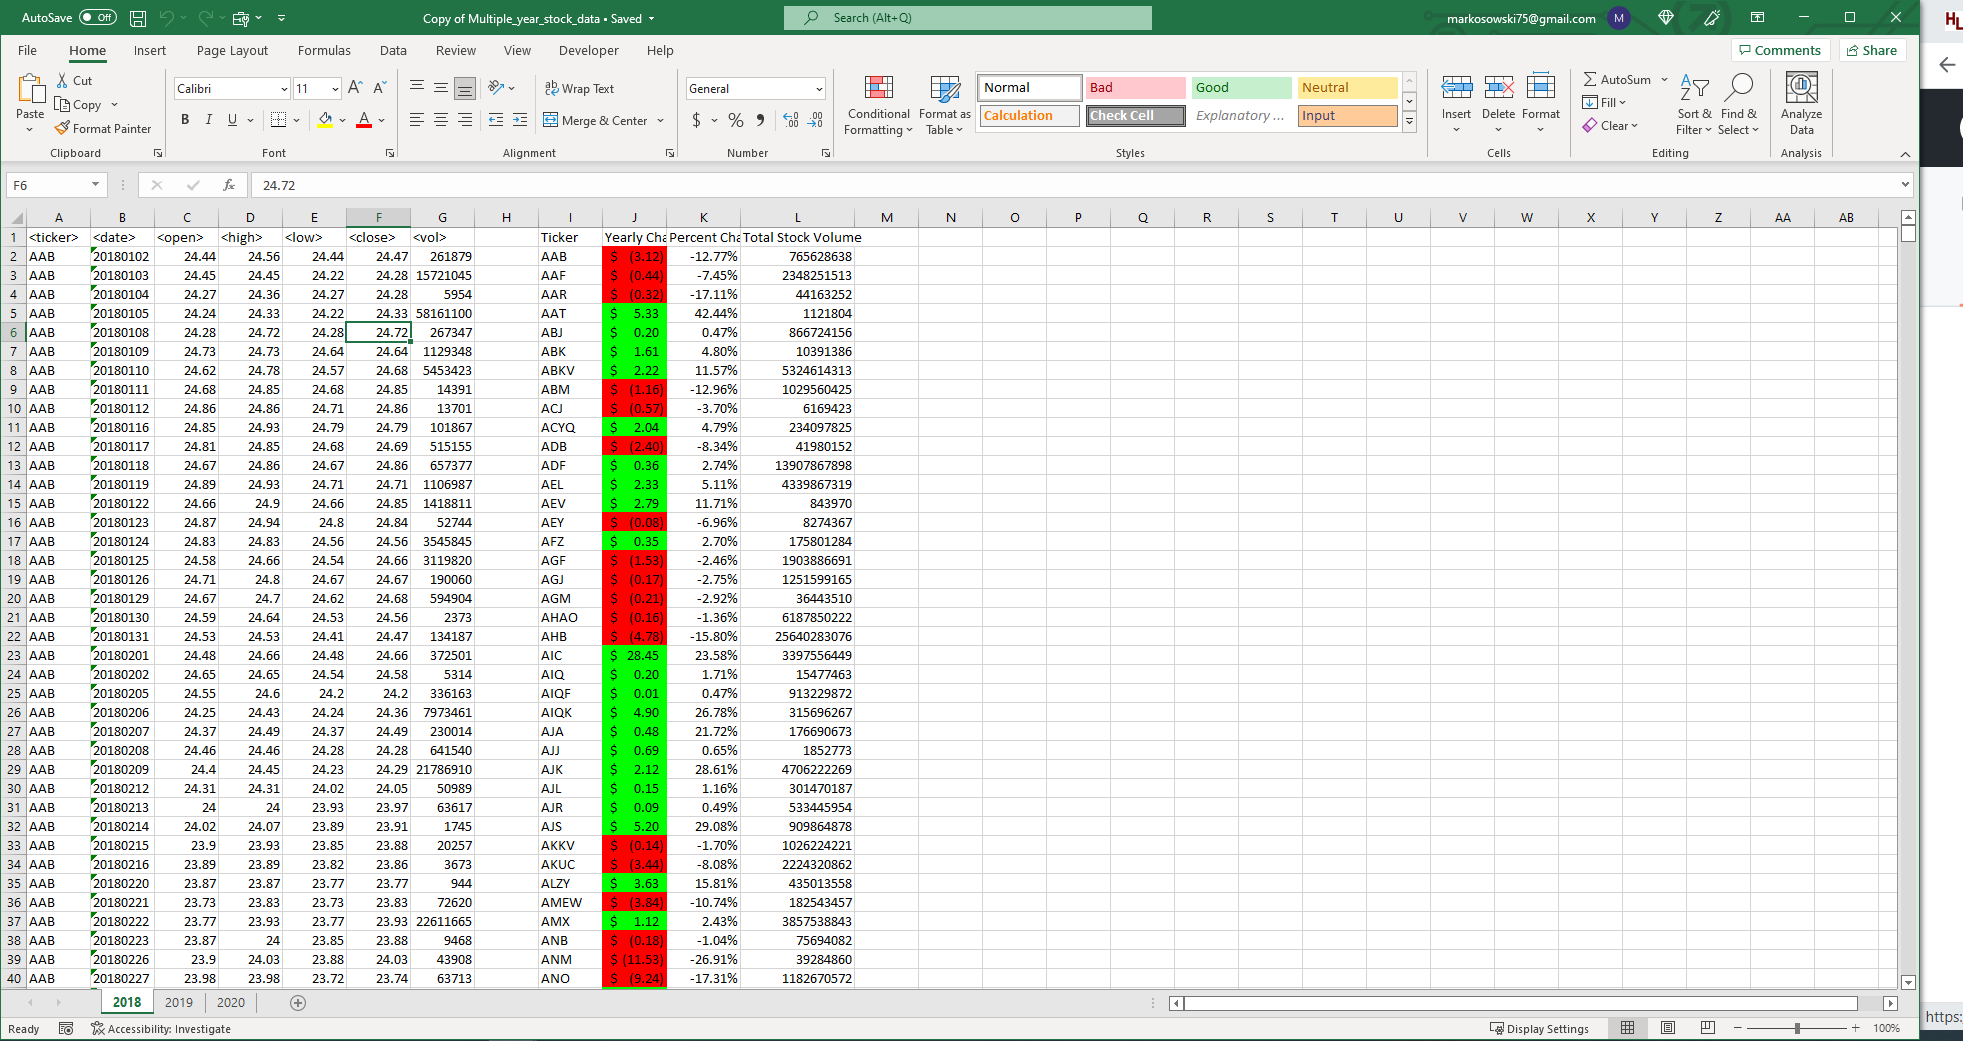 AutoSave Off Copy of Multiple_year_stock_data • Saved Search (Alt+Q) markosowski75@gmail.com M
File Home Insert Page Layout Formulas Data Review View Developer Help Comments Share
Paste Cut Copy Format Painter Clipboard
Calibri 11 A A B I U A Font
Wrap Text Merge & Center Alignment
General $ % 9 Number
Conditional Formatting Format as Table
Normal Bad Good Neutral
Calculation Check Cell Explanatory ... Input
Styles
Insert Delete Format Cells
AutoSum Fill Clear Sort & Filter Find & Select Editing
Analyze Data Analysis
F6 fx 24.72
A B C D E F G H I J K L M N O P Q R S T U V W X Y Z AA AB
1 <ticker> <date> <open> <high> <low> <close> <vol> Ticker Yearly Cha Percent Cha Total Stock Volume
2 AAB 20180102 24.44 24.56 24.44 24.47 261879 AAB $ (3.12) -12.77% 765628638
3 AAB 20180103 24.45 24.45 24.22 24.28 15721045 AAF $ (0.44) -7.45% 2348251513
4 AAB 20180104 24.27 24.36 24.27 24.28 5954 AAR $ (0.32) -17.11% 44163252
5 AAB 20180105 24.24 24.33 24.22 24.33 58161100 AAT $ 5.33 42.44% 1121804
6 AAB 20180108 24.28 24.72 24.28 24.72 267347 ABJ $ 0.20 0.47% 866724156
7 AAB 20180109 24.73 24.73 24.64 24.64 1129348 ABK $ 1.61 4.80% 10391386
8 AAB 20180110 24.62 24.78 24.57 24.68 5453423 ABKV $ 2.22 11.57% 5324614313
9 AAB 20180111 24.68 24.85 24.68 24.85 14391 ABM $ (1.16) -12.96% 1029560425
10 AAB 20180112 24.86 24.86 24.71 24.86 13701 ACJ $ (0.57) -3.70% 6169423
11 AAB 20180116 24.85 24.93 24.79 24.79 101867 ACYQ $ 2.04 4.79% 234097825
12 AAB 20180117 24.81 24.85 24.68 24.69 515155 ADB $ (2.40) -8.34% 41980152
13 AAB 20180118 24.67 24.86 24.67 24.86 657377 ADF $ 0.36 2.74% 13907867898
14 AAB 20180119 24.89 24.93 24.71 24.71 1106987 AEL $ 2.33 5.11% 4339867319
15 AAB 20180122 24.66 24.9 24.66 24.85 1418811 AEV $ 2.79 11.71% 843970
16 AAB 20180123 24.87 24.94 24.8 24.84 52744 AEY $ (0.08) -6.96% 8274367
17 AAB 20180124 24.83 24.83 24.56 24.56 3545845 AFZ $ 0.35 2.70% 175801284
18 AAB 20180125 24.58 24.66 24.54 24.66 3119820 AGF $ (1.53) -2.46% 1903886691
19 AAB 20180126 24.71 24.8 24.67 24.67 190060 AGJ $ (0.17) -2.75% 1251599165
20 AAB 20180129 24.67 24.7 24.62 24.68 594904 AGM $ (0.21) -2.92% 36443510
21 AAB 20180130 24.59 24.64 24.53 24.56 2373 AHAO $ (0.16) -1.36% 6187850222
22 AAB 20180131 24.53 24.53 24.41 24.47 134187 AHB $ (4.78) -15.80% 25640283076
23 AAB 20180201 24.48 24.66 24.48 24.66 372501 AIC $ 28.45 23.58% 3397556449
24 AAB 20180202 24.65 24.65 24.54 24.58 5314 AIQ $ 0.20 1.71% 15477463
25 AAB 20180205 24.55 24.6 24.2 24.2 336163 AIQF $ 0.01 0.47% 913229872
26 AAB 20180206 24.25 24.43 24.24 24.36 7973461 AIQK $ 4.90 26.78% 315696267
27 AAB 20180207 24.37 24.49 24.37 24.49 230014 AJA $ 0.48 21.72% 176690673
28 AAB 20180208 24.46 24.46 24.28 24.28 641540 AJJ $ 0.69 0.65% 1852773
29 AAB 20180209 24.4 24.45 24.23 24.29 21786910 AJK $ 2.12 28.61% 4706222269
30 AAB 20180212 24.31 24.31 24.02 24.05 50989 AJL $ 0.15 1.16% 301470187
31 AAB 20180213 24 24 23.93 23.97 63617 AJR $ 0.09 0.49% 533445954
32 AAB 20180214 24.02 24.07 23.89 23.91 1745 AJS $ 5.20 29.08% 909864878
33 AAB 20180215 23.9 23.93 23.85 23.88 20257 AKKV $ (0.14) -1.70% 1026224221
34 AAB 20180216 23.89 23.89 23.82 23.86 3673 AKUC $ (3.44) -8.08% 2224320862
35 AAB 20180220 23.87 23.87 23.77 23.77 944 ALZY $ 3.63 15.81% 435013558
36 AAB 20180221 23.73 23.83 23.73 23.83 72620 AMEW $ (3.84) -10.74% 182543457
37 AAB 20180222 23.77 23.93 23.77 23.93 22611665 AMX $ 1.12 2.43% 3857538843
38 AAB 20180223 23.87 24 23.85 23.88 9468 ANB $ (0.18) -1.04% 75694082
39 AAB 20180226 23.9 24.03 23.88 24.03 43908 ANM $ (11.53) -26.91% 39284860
40 AAB 20180227 23.98 23.98 23.72 23.74 63713 ANO $ (9.24) -17.31% 1182670572
2018 2019 2020
Ready Accessibility: Investigate Display Settings 100%
https: